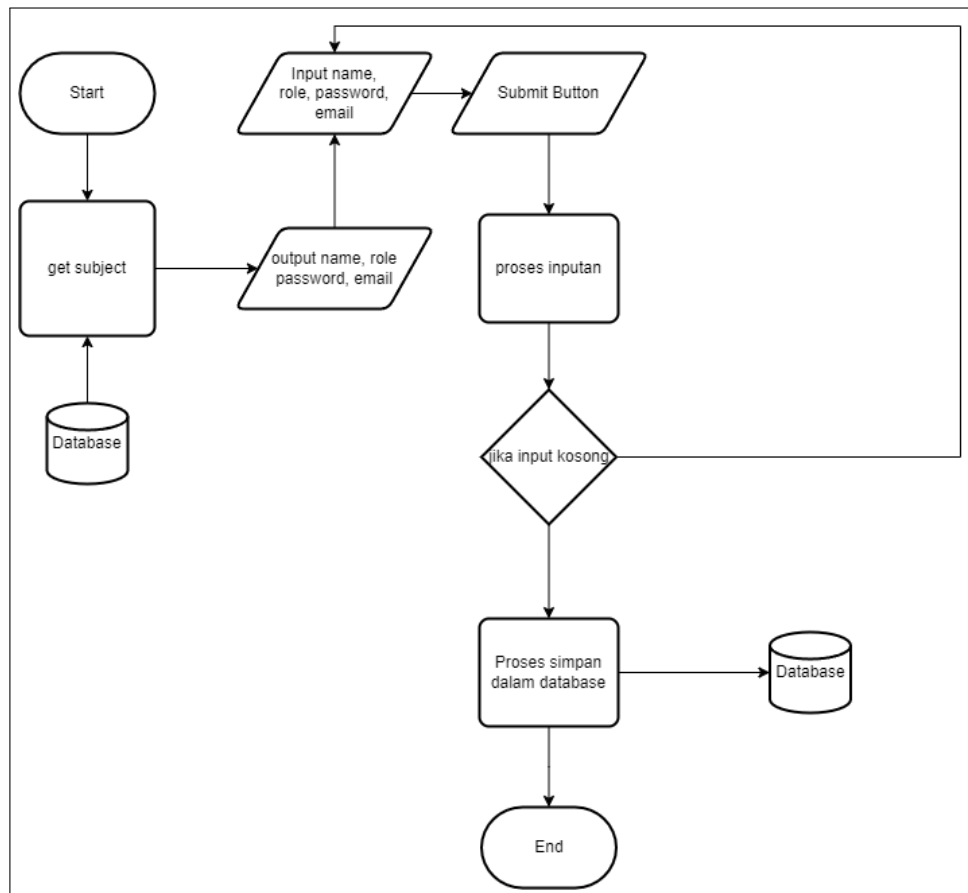 Start
get subject
Database
output name, role
password, email
Input name,
role, password,
email
Submit Button
proses inputan
jika input kosong
Proses simpan
dalam database
Database
End